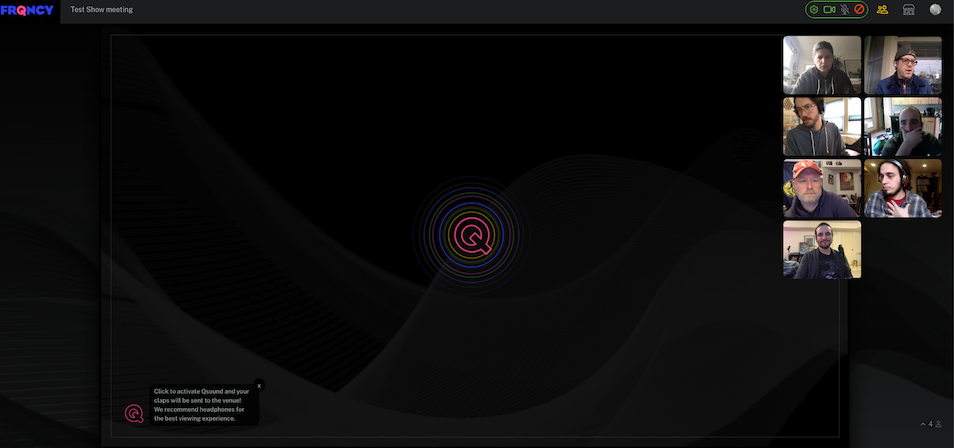 FRQNCY
Test Show meeting
Click to activate Qsound and your
claps will be sent to the venue!
We recommend headphones for
the best viewing experience.
x
4